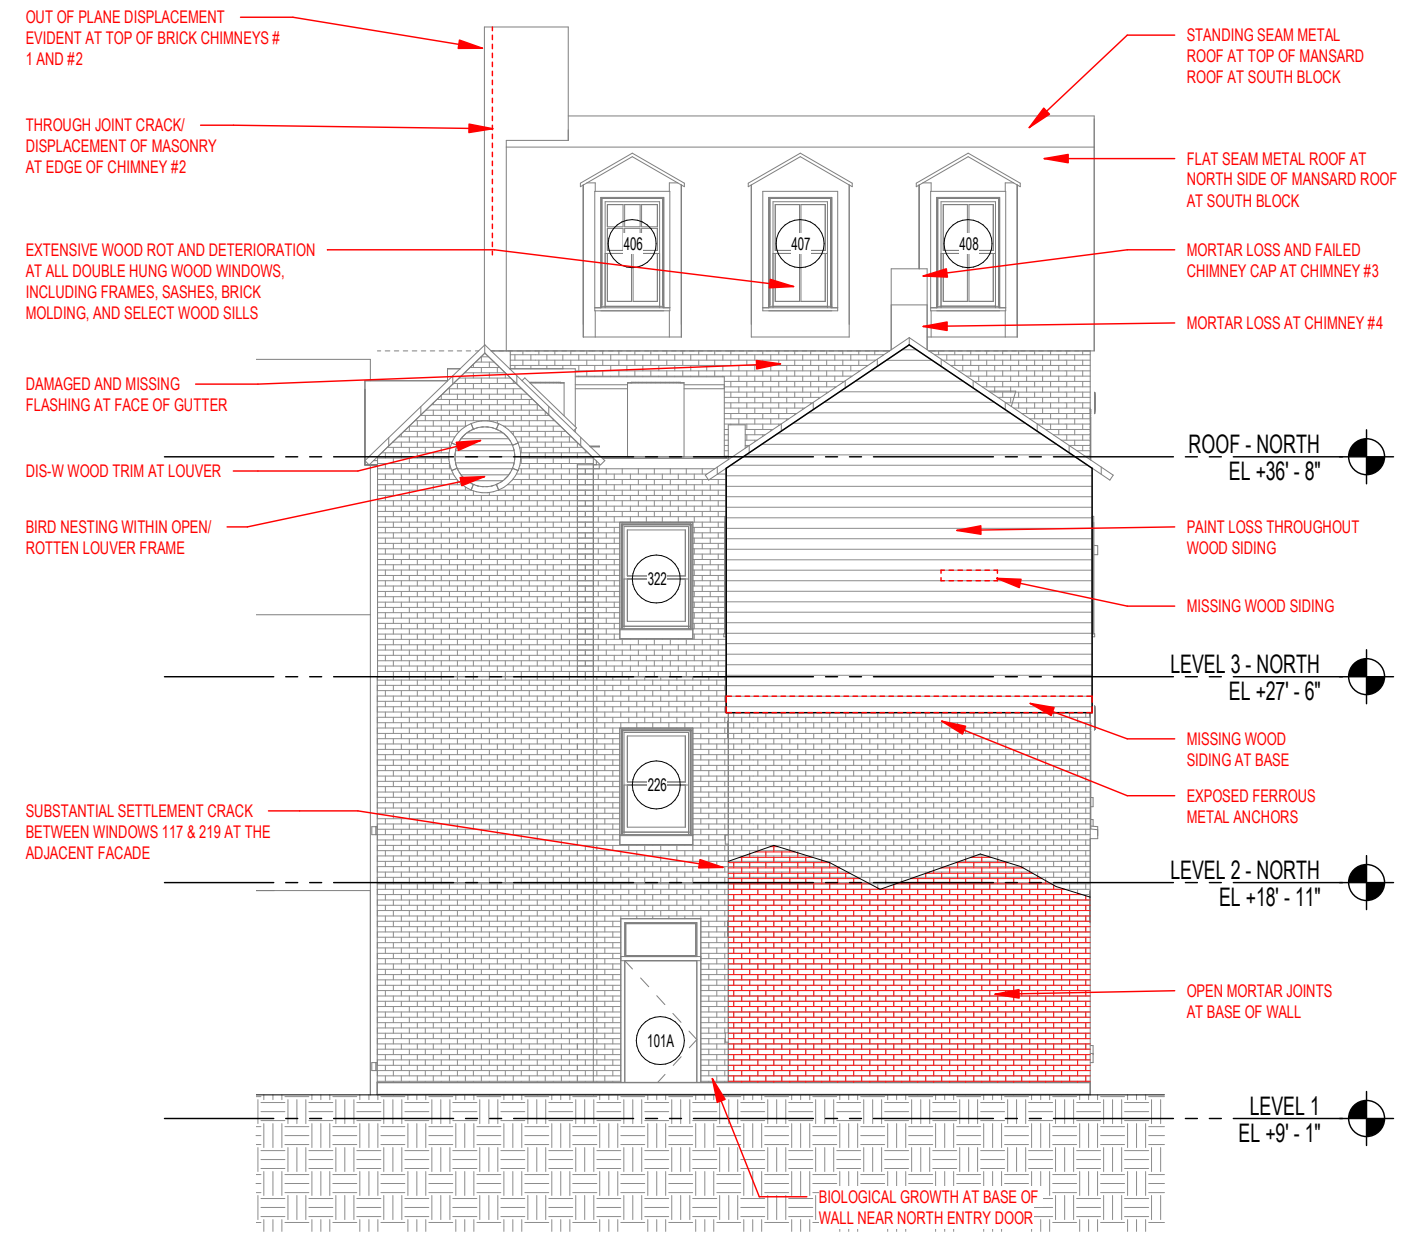 OUT OF PLANE DISPLACEMENT
EVIDENT AT TOP OF BRICK CHIMNEYS #
1 AND #2
THROUGH JOINT CRACK/
DISPLACEMENT OF MASONRY
AT EDGE OF CHIMNEY #2
EXTENSIVE WOOD ROT AND DETERIORATION
AT ALL DOUBLE HUNG WOOD WINDOWS,
INCLUDING FRAMES, SASHES, BRICK
MOLDING, AND SELECT WOOD SILLS
DAMAGED AND MISSING
FLASHING AT FACE OF GUTTER
DIS-W WOOD TRIM AT LOUVER
BIRD NESTING WITHIN OPEN/
ROTTEN LOUVER FRAME
SUBSTANTIAL SETTLEMENT CRACK
BETWEEN WINDOWS 117 & 219 AT THE
ADJACENT FACADE
406
407
408
322
226
101A
STANDING SEAM METAL
ROOF AT TOP OF MANSARD
ROOF AT SOUTH BLOCK
FLAT SEAM METAL ROOF AT
NORTH SIDE OF MANSARD ROOF
AT SOUTH BLOCK
MORTAR LOSS AND FAILED
CHIMNEY CAP AT CHIMNEY #3
MORTAR LOSS AT CHIMNEY #4
ROOF - NORTH
EL +36' - 8"
PAINT LOSS THROUGHOUT
WOOD SIDING
MISSING WOOD SIDING
LEVEL 3 - NORTH
EL +27' - 6"
MISSING WOOD
SIDING AT BASE
EXPOSED FERROUS
METAL ANCHORS
LEVEL 2 - NORTH
EL +18' - 11"
OPEN MORTAR JOINTS
AT BASE OF WALL
LEVEL 1
EL +9' - 1"
BIOLOGICAL GROWTH AT BASE OF
WALL NEAR NORTH ENTRY DOOR